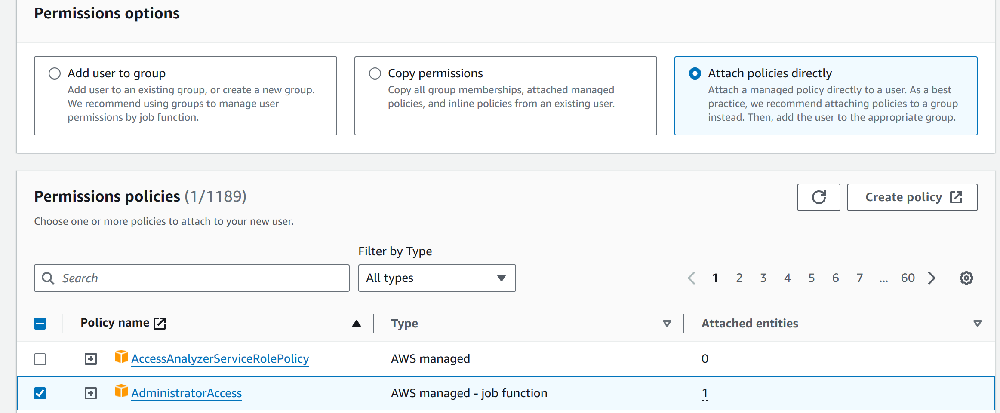 Permissions options
Add user to group
Add user to an existing group, or create a new group.
We recommend using groups to manage user
permissions by job function.
Copy permissions
Copy all group memberships, attached managed
policies, and inline policies from an existing user.
Attach policies directly
Attach a managed policy directly to a user. As a best
practice, we recommend attaching policies to a group
instead. Then, add the user to the appropriate group.
Permissions policies (1/1189)
Create policy
Choose one or more policies to attach to your new user.
Filter by Type
Search
All types
1 2 3 4 5 6 7 ... 60
Policy name Type Attached entities
AccessAnalyzerServiceRolePolicy AWS managed 0
AdministratorAccess AWS managed - job function 1